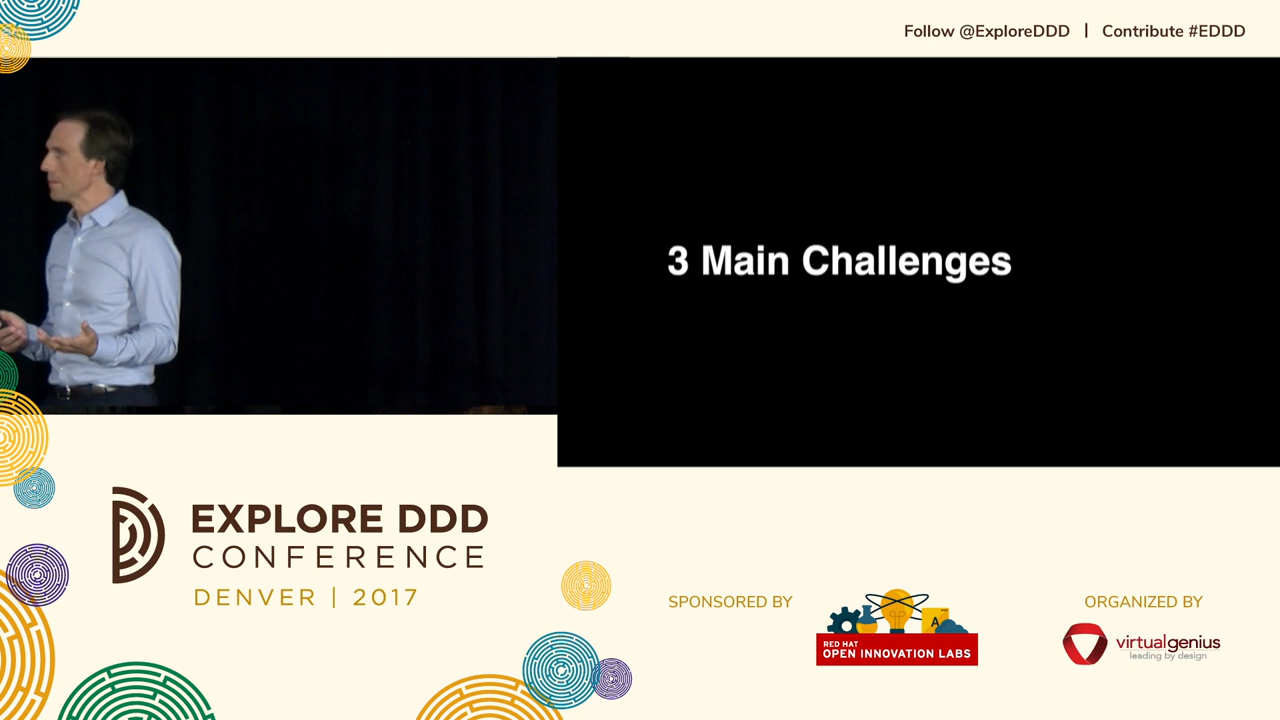 Follow @ExploreDDD | Contribute #EDDD
3 Main Challenges
EXPLORE DDD
CONFERENCE
DENVER | 2017
SPONSORED BY
A
RED HAT
OPEN INNOVATION LABS
ORGANIZED BY
virtualgenius
leading by design